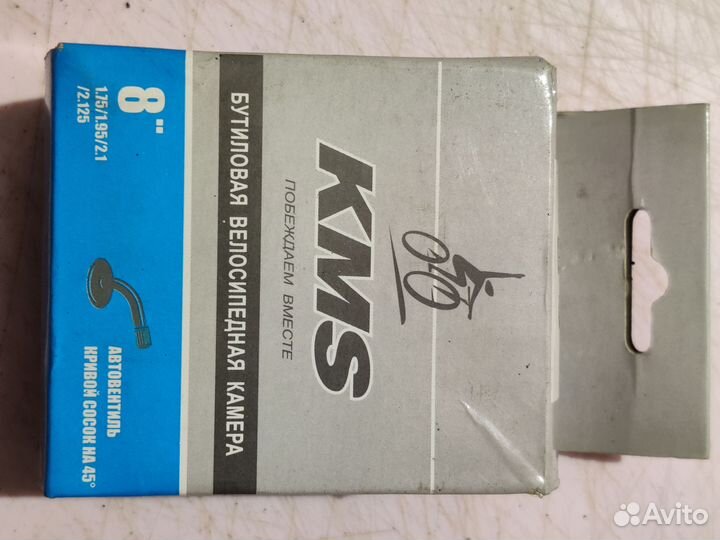 KMS
ПОБЕЖДАЕМ ВМЕСТЕ
БУТИЛОВАЯ ВЕЛОСИПЕДНАЯ КАМЕРА
8"
1.75/1.95/2.1
/2.125
АВТОВЕНТИЛЬ
КРИВОЙ СОСОК НА 45°
Avito